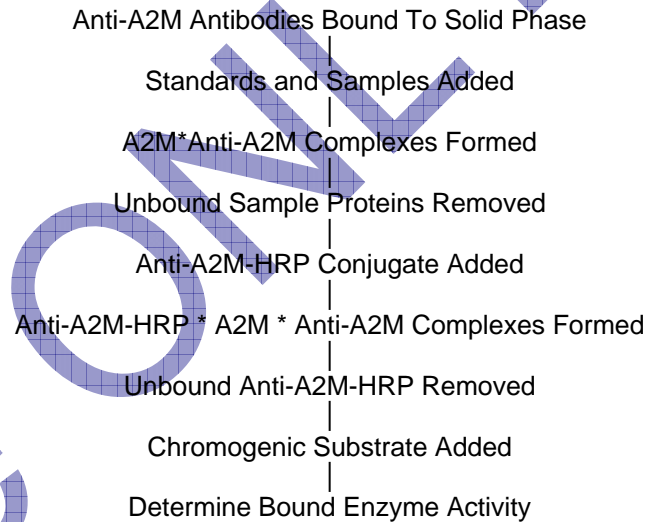 Anti-A2M Antibodies Bound To Solid Phase
Standards and Samples Added
A2M*Anti-A2M Complexes Formed
Unbound Sample Proteins Removed
Anti-A2M-HRP Conjugate Added
Anti-A2M-HRP * A2M * Anti-A2M Complexes Formed
Unbound Anti-A2M-HRP Removed
Chromogenic Substrate Added
Determine Bound Enzyme Activity